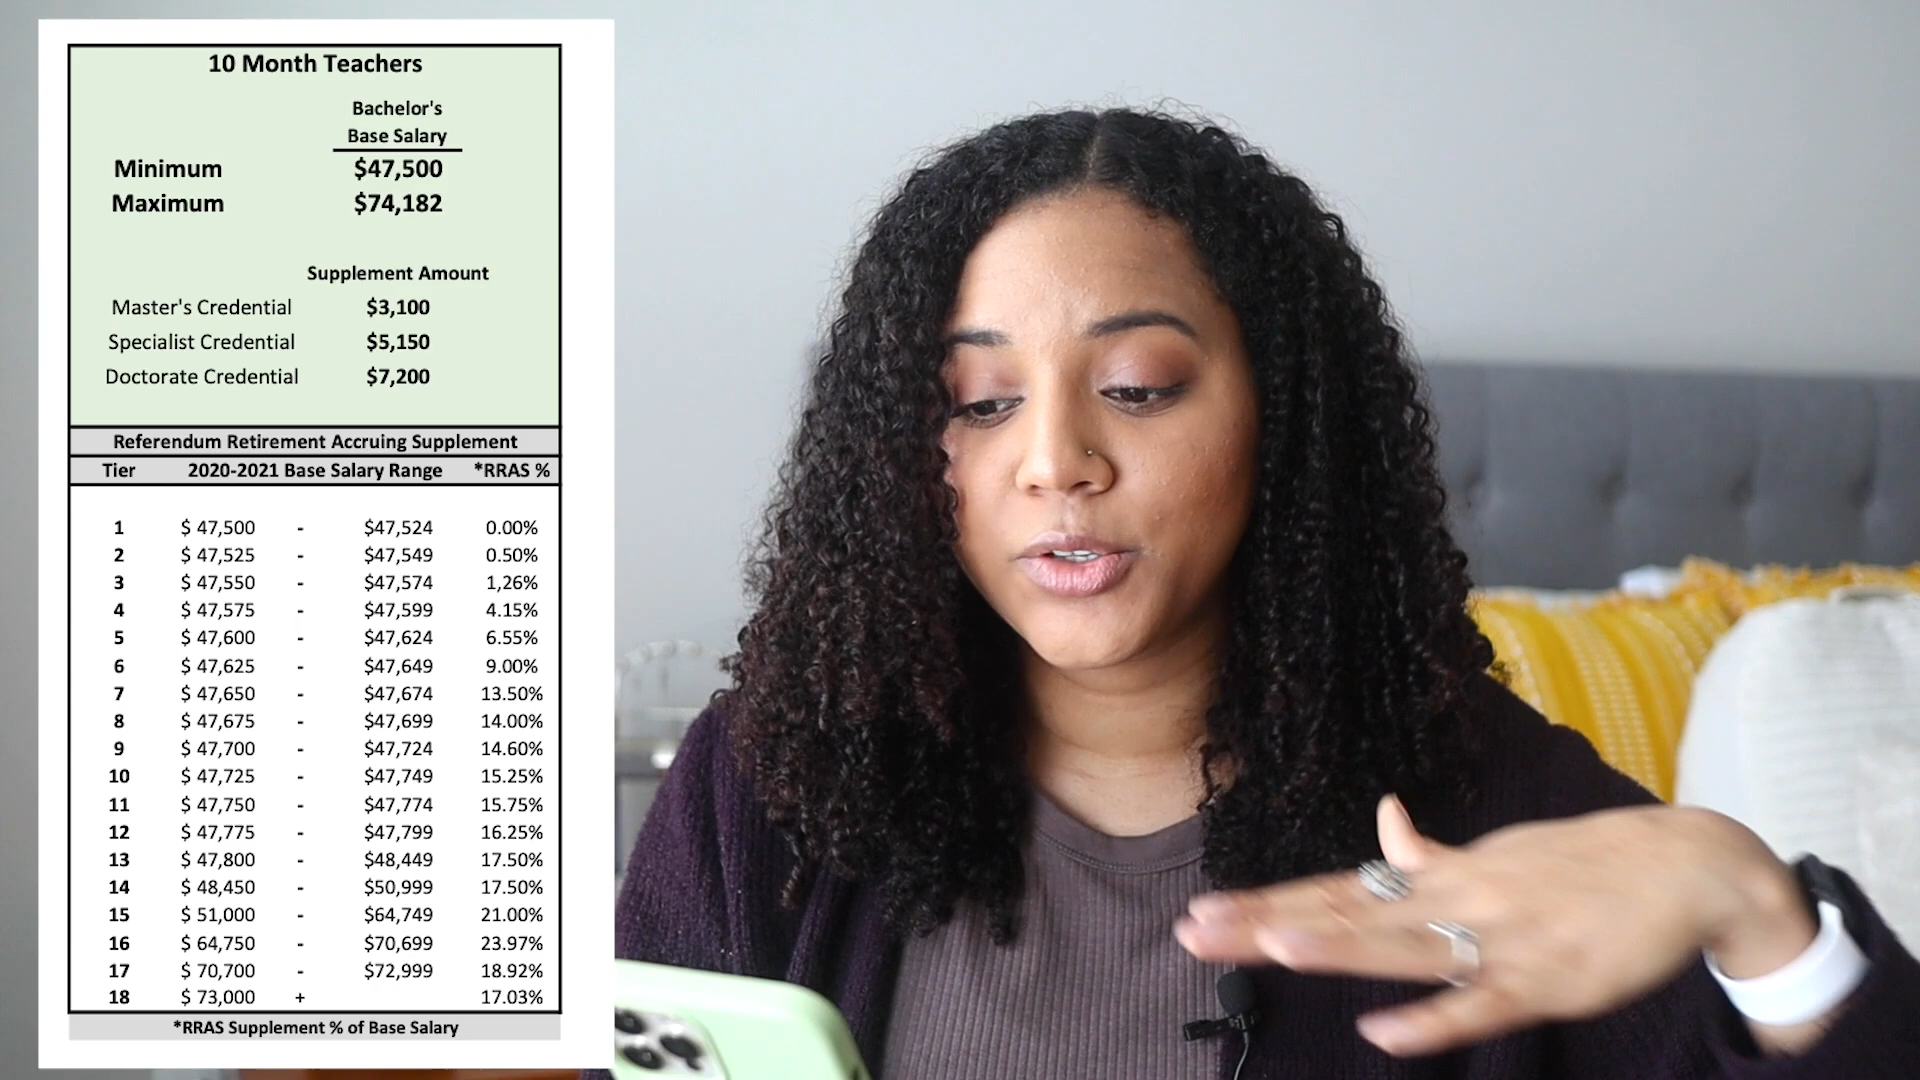 10 Month Teachers
Bachelor's
Base Salary
Minimum $47,500
Maximum $74,182
Supplement Amount
Master's Credential $3,100
Specialist Credential $5,150
Doctorate Credential $7,200
Referendum Retirement Accruing Supplement
Tier 2020-2021 Base Salary Range *RRAS %
1 $ 47,500 - $47,524 0.00%
2 $ 47,525 - $47,549 0.50%
3 $ 47,550 - $47,574 1,26%
4 $ 47,575 - $47,599 4.15%
5 $ 47,600 - $47,624 6.55%
6 $ 47,625 - $47,649 9.00%
7 $ 47,650 - $47,674 13.50%
8 $ 47,675 - $47,699 14.00%
9 $ 47,700 - $47,724 14.60%
10 $ 47,725 - $47,749 15.25%
11 $ 47,750 - $47,774 15.75%
12 $ 47,775 - $47,799 16.25%
13 $ 47,800 - $48,449 17.50%
14 $ 48,450 - $50,999 17.50%
15 $ 51,000 - $64,749 21.00%
16 $ 64,750 - $70,699 23.97%
17 $ 70,700 - $72,999 18.92%
18 $ 73,000 + 17.03%
*RRAS Supplement % of Base Salary